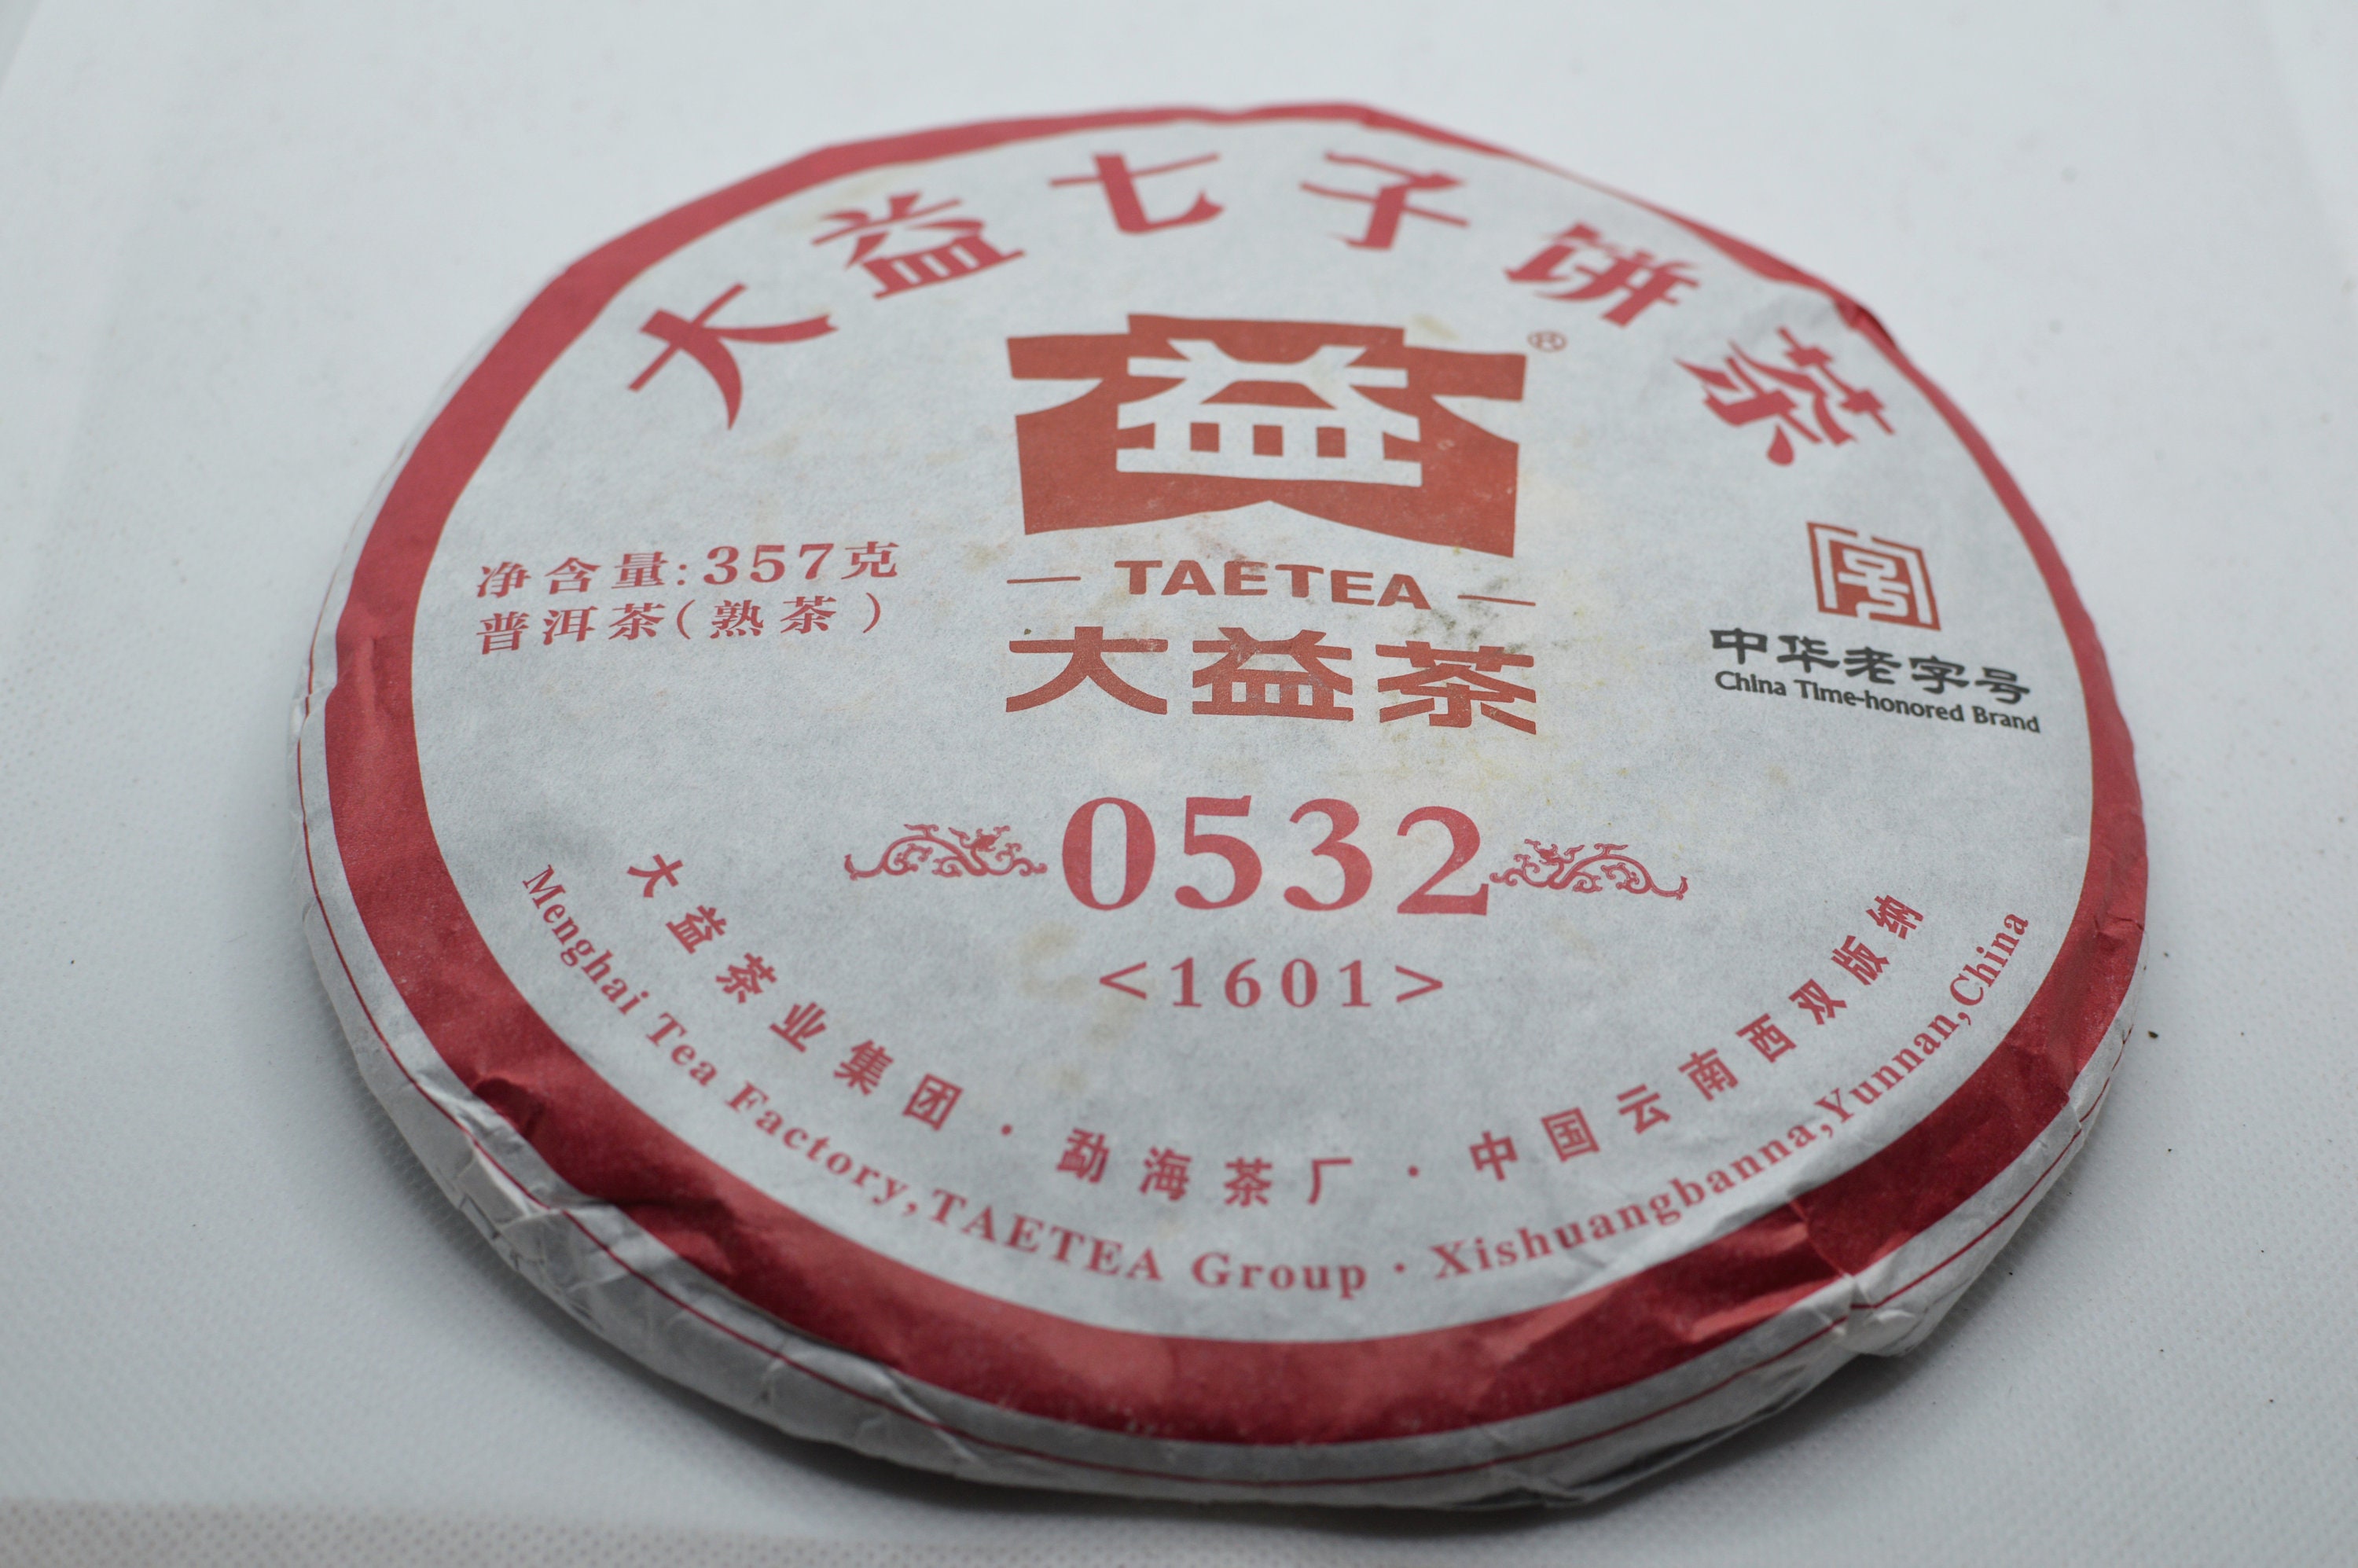 大益七子饼茶
益®
TAETEA
大益茶
净含量:357克
普洱茶(熟茶)
号
中华老字号
China Time-honored Brand
0532
<1601>
大益茶业集团·勐海茶厂·中国云南西双版纳
Menghai Tea Factory,TAETEA Group·Xishuangbanna,Yunnan,China